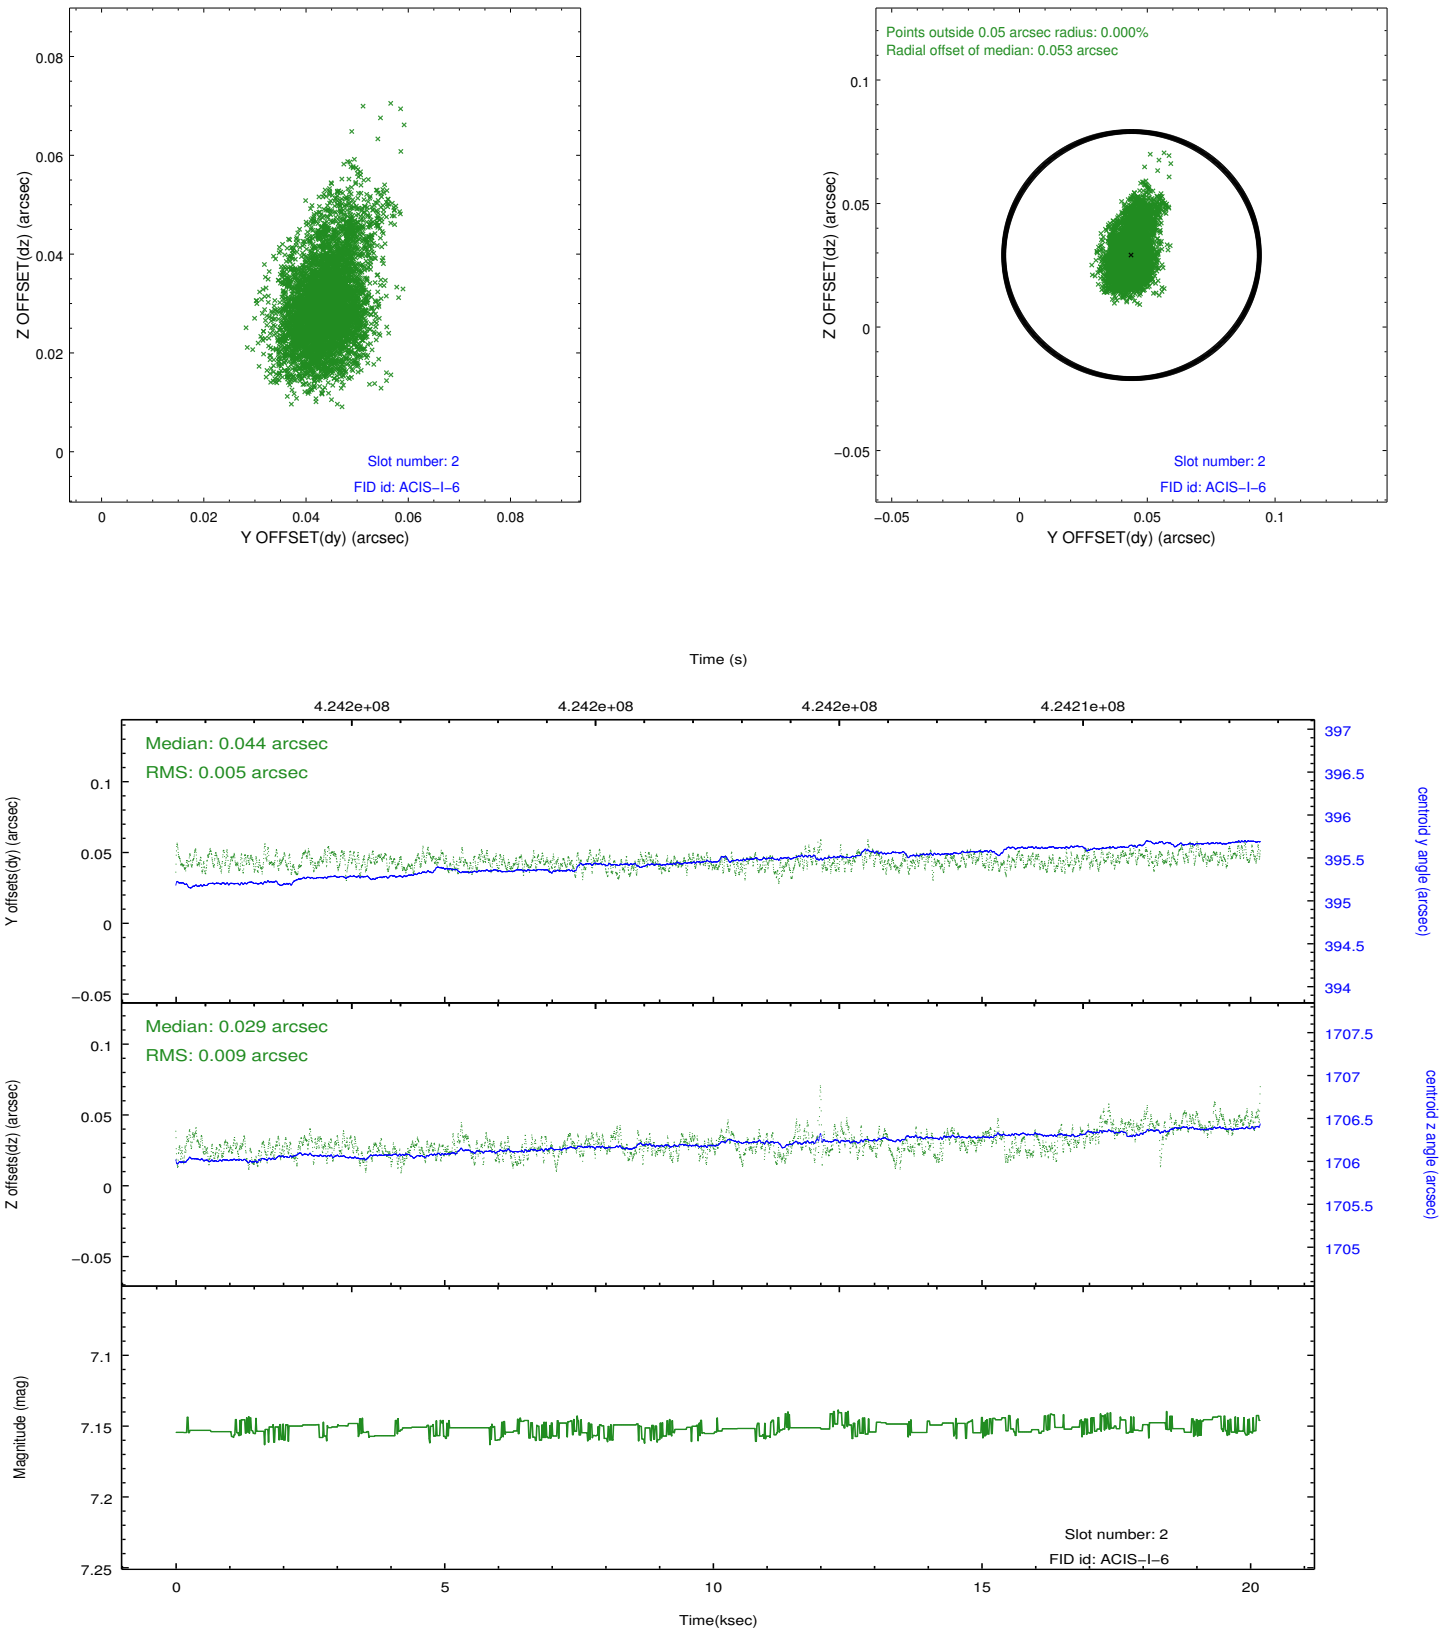 0.08
0.06
0.04
0.02
0
Z OFFSET(dz) (arcsec)
Slot number: 2
FID id: ACIS−I−6
0 0.02 0.04 0.06 0.08
Y OFFSET(dy) (arcsec)
Points outside 0.05 arcsec radius: 0.000%
Radial offset of median: 0.053 arcsec
0.1
0.05
0
−0.05
Z OFFSET(dz) (arcsec)
Slot number: 2
FID id: ACIS−I−6
−0.05 0 0.05 0.1
Y OFFSET(dy) (arcsec)
Time (s)
4.242e+08 4.242e+08 4.242e+08 4.2421e+08
Median: 0.044 arcsec
RMS: 0.005 arcsec
0.1
0.05
0
−0.05
Y offsets(dy) (arcsec)
397
396.5
396
395.5
395
394.5
394
centroid y angle (arcsec)
Median: 0.029 arcsec
RMS: 0.009 arcsec
0.1
0.05
0
−0.05
Z offsets(dz) (arcsec)
1707.5
1707
1706.5
1706
1705.5
1705
centroid z angle (arcsec)
7.1
7.15
7.2
7.25
Magnitude (mag)
Slot number: 2
FID id: ACIS−I−6
0 5 10 15 20
Time(ksec)